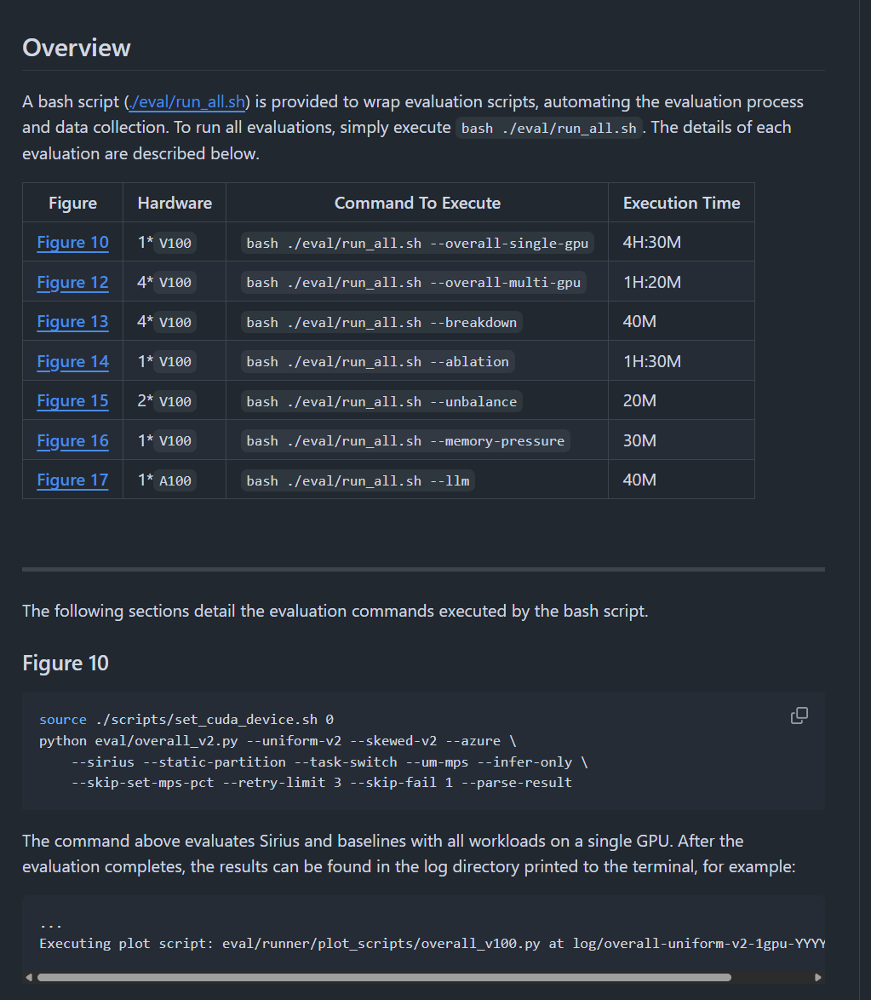 Overview
A bash script (./eval/run_all.sh) is provided to wrap evaluation scripts, automating the evaluation process
and data collection. To run all evaluations, simply execute bash ./eval/run_all.sh. The details of each
evaluation are described below.
Figure Hardware Command To Execute Execution Time
Figure 10 1* V100 bash ./eval/run_all.sh --overall-single-gpu 4H:30M
Figure 12 4* V100 bash ./eval/run_all.sh --overall-multi-gpu 1H:20M
Figure 13 4* V100 bash ./eval/run_all.sh --breakdown 40M
Figure 14 1* V100 bash ./eval/run_all.sh --ablation 1H:30M
Figure 15 2* V100 bash ./eval/run_all.sh --unbalance 20M
Figure 16 1* V100 bash ./eval/run_all.sh --memory-pressure 30M
Figure 17 1* A100 bash ./eval/run_all.sh --llm 40M
The following sections detail the evaluation commands executed by the bash script.
Figure 10
source ./scripts/set_cuda_device.sh 0
python eval/overall_v2.py --uniform-v2 --skewed-v2 --azure \
--sirius --static-partition --task-switch --um-mps --infer-only \
--skip-set-mps-pct --retry-limit 3 --skip-fail 1 --parse-result
The command above evaluates Sirius and baselines with all workloads on a single GPU. After the
evaluation completes, the results can be found in the log directory printed to the terminal, for example:
...
Executing plot script: eval/runner/plot_scripts/overall_v100.py at log/overall-uniform-v2-1gpu-YYYY